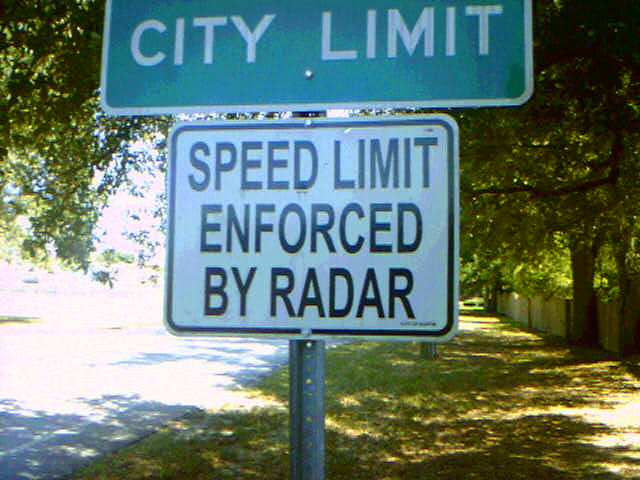 CITY LIMIT
SPEED LIMIT
ENFORCED
BY RADAR